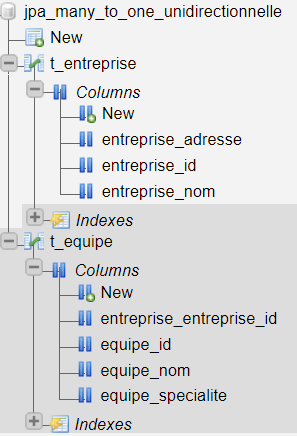 jpa_many_to_one_unidirectionnelle
New
t_entreprise
Columns
New
entreprise_adresse
entreprise_id
entreprise_nom
Indexes
t_equipe
Columns
New
entreprise_entreprise_id
equipe_id
equipe_nom
equipe_specialite
Indexes